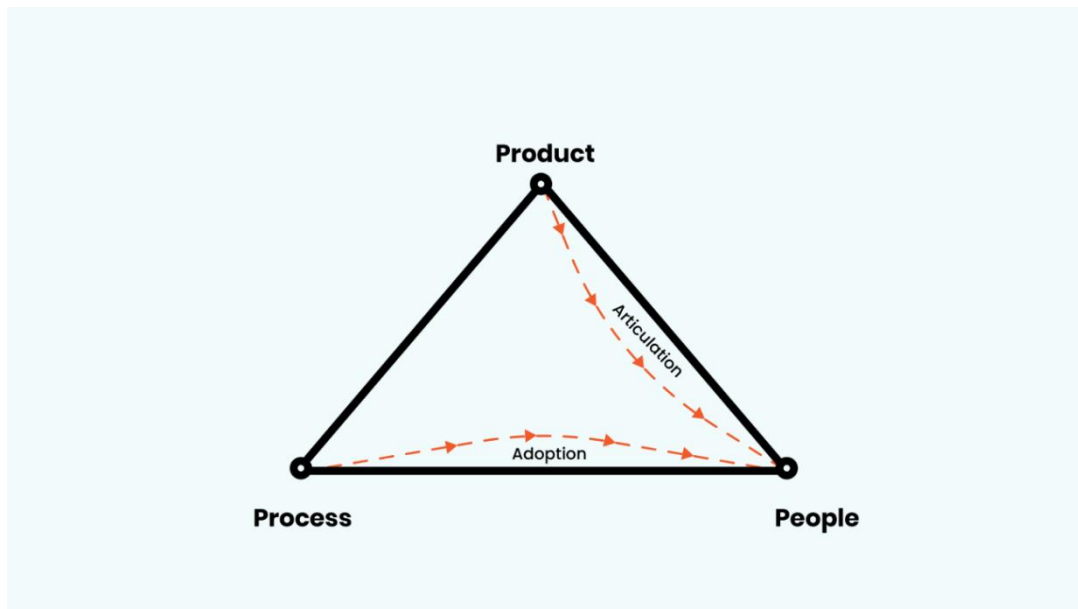 Product
Articulation
Adoption
Process
People